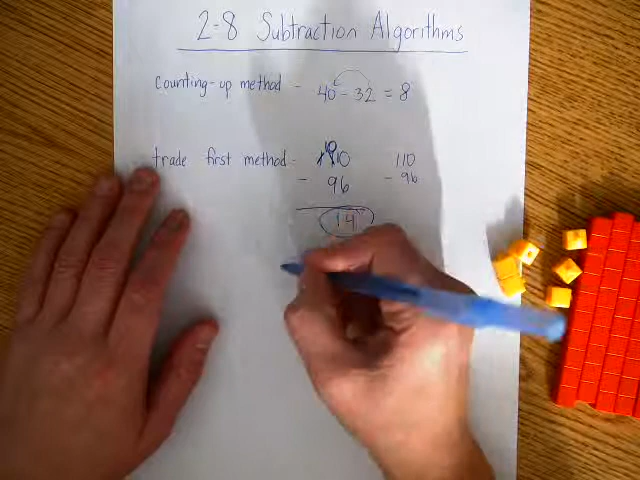 2-8 Subtraction Algorithms
counting-up method - 40 - 32 = 8
trade first method - 110 110
- 96 - 96
14